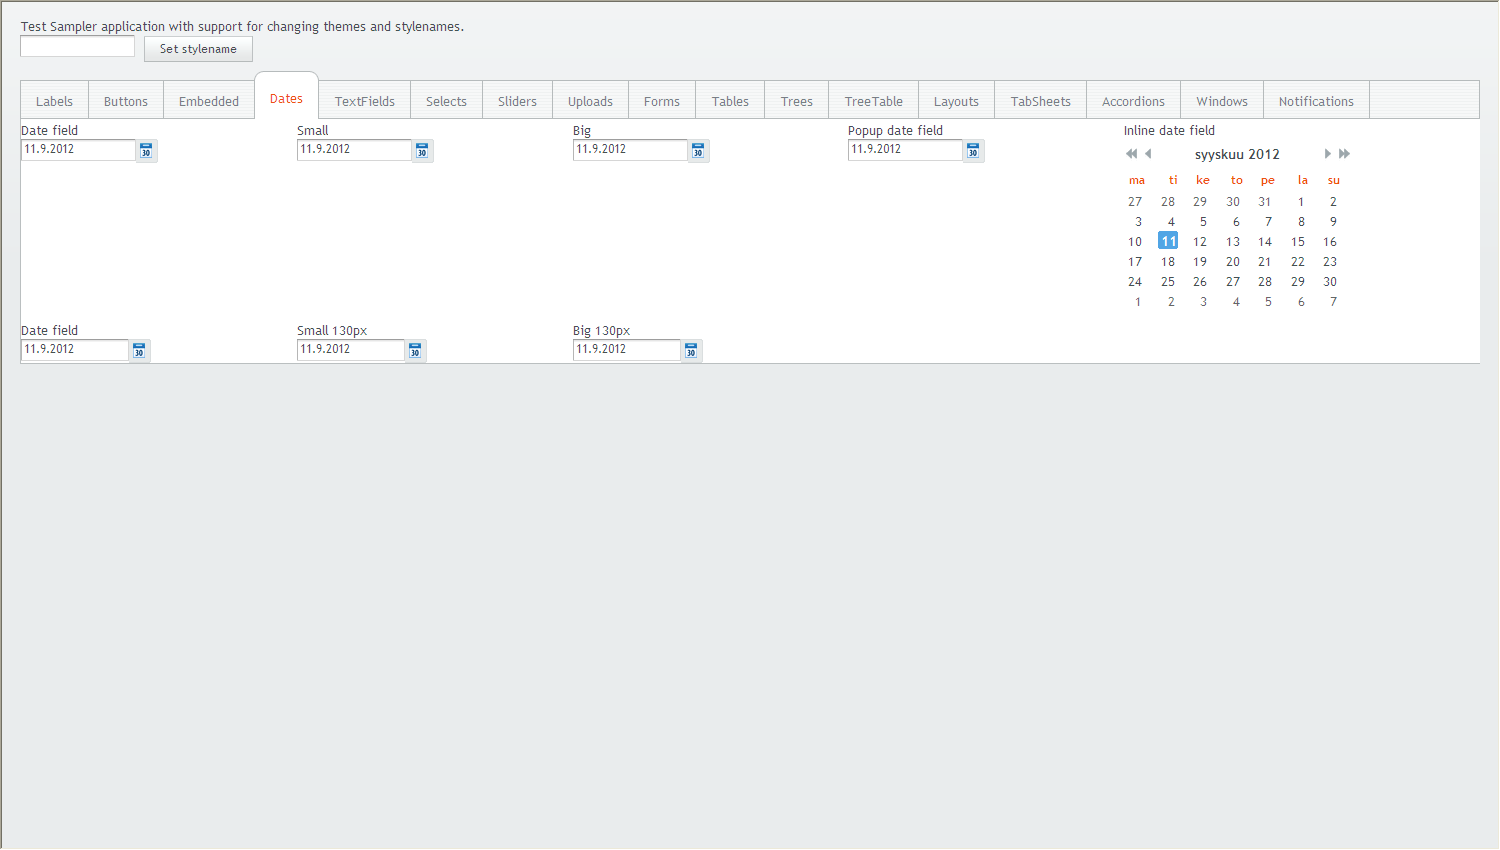 Test Sampler application with support for changing themes and stylenames.
Set stylename
Labels Buttons Embedded Dates TextFields Selects Sliders Uploads Forms Tables Trees TreeTable Layouts TabSheets Accordions Windows Notifications
Date field Small Big Popup date field Inline date field
11.9.2012 30 11.9.2012 30 11.9.2012 30 11.9.2012 30
syyskuu 2012
ma ti ke to pe la su
27 28 29 30 31 1 2
3 4 5 6 7 8 9
10 11 12 13 14 15 16
17 18 19 20 21 22 23
24 25 26 27 28 29 30
1 2 3 4 5 6 7
Date field Small 130px Big 130px
11.9.2012 30 11.9.2012 30 11.9.2012 30